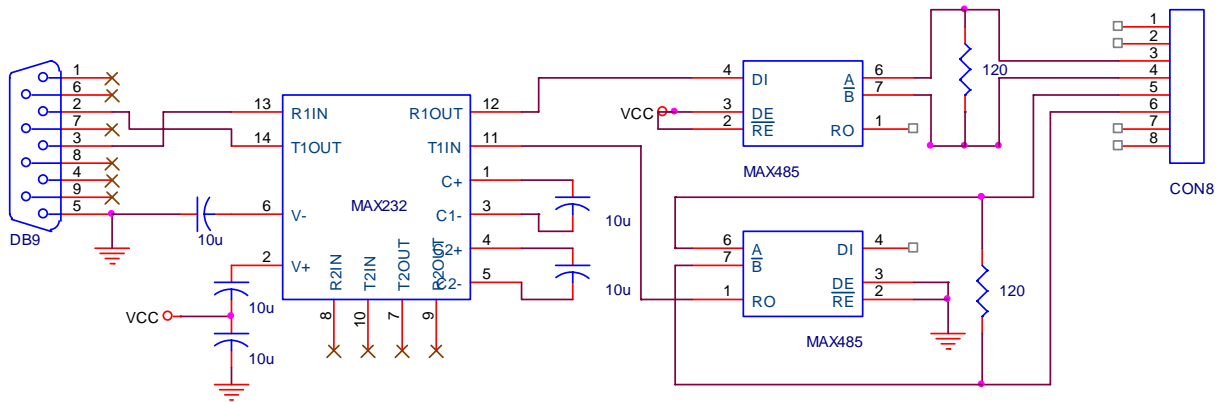 1
6
2
7
3
8
4
9
5
DB9
10u
13
R1IN
14
T1OUT
6
V-
2
V+
VCC
10u
10u
MAX232
R1OUT
12
T1IN
11
C+
1
C1-
3
C2+
4
C2-
5
R2IN
T2IN
T2OUT
R2OUT
8
10
7
9
10u
10u
4
DI
VCC
3
DE
2
RE
A
6
B
7
RO
1
MAX485
120
6
A
7
B
1
RO
DI
4
DE
3
RE
2
MAX485
120
1
2
3
4
5
6
7
8
CON8